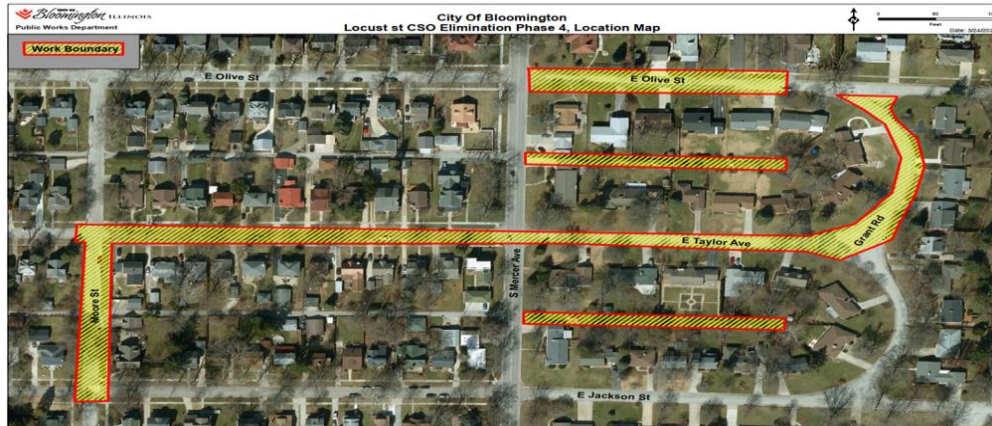 City Of Bloomington
Locust st CSO Elimination Phase 4, Location Map
Bloomington ILLINOIS
Public Works Department
Work Boundary
Feet
E Olive St
E Olive St
E Taylor Ave
Grant Rd
S Mercer Ave
Moore St
E Jackson St